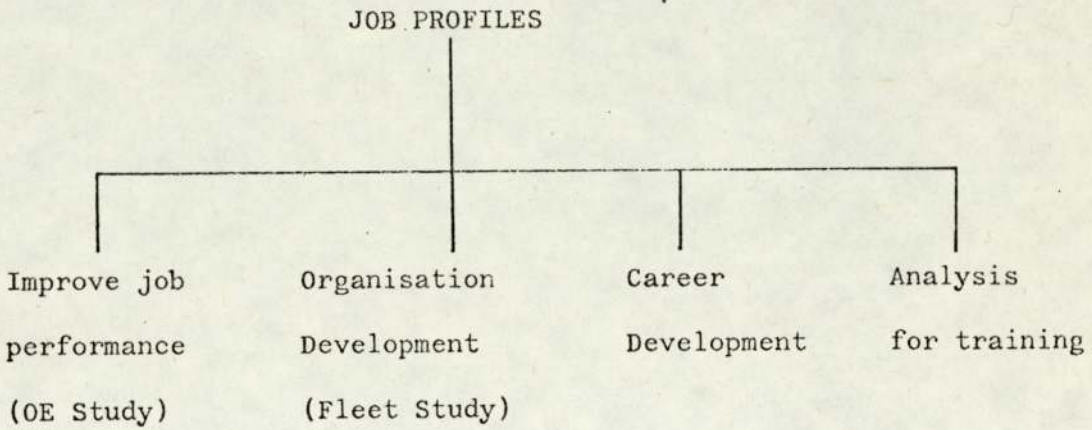 JOB PROFILES
Improve job
performance
(OE Study)
Organisation
Development
(Fleet Study)
Career
Development
Analysis
for training